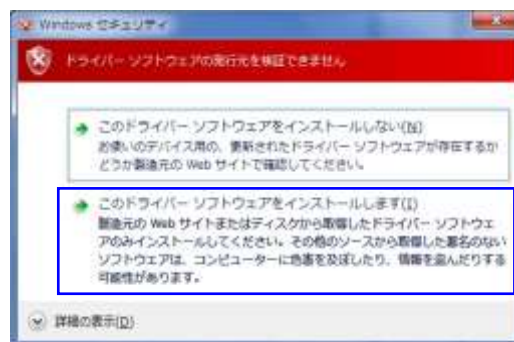 Windows セキュリティ
ドライバー ソフトウェアの発行元を検証できません
このドライバー ソフトウェアをインストールしない(N)
お使いのデバイス用の、更新されたドライバー ソフトウェアが存在するか
どうか製造元の Web サイトで確認してください。
このドライバー ソフトウェアをインストールします(I)
製造元の Web サイトまたはディスクから取得したドライバー ソフトウェ
アのみインストールしてください。その他のソースから取得した署名のない
ソフトウェアは、コンピューターに危害を及ぼしたり、情報を盗んだりする
可能性があります。
詳細の表示(D)